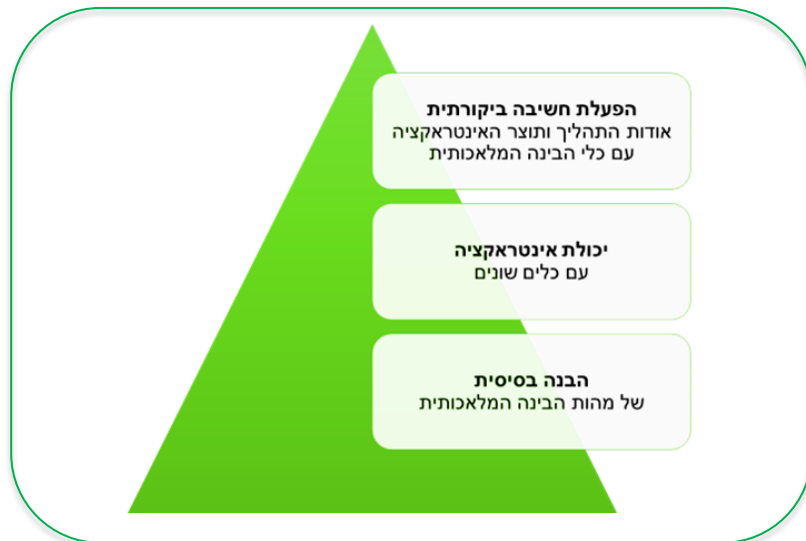 הפעלת חשיבה ביקורתית
אודות התהליך ותוצר האינטראקציה
עם כלי הבינה המלאכותית
יכולת אינטראקציה
עם כלים שונים
הבנה בסיסית
של מהות הבינה המלאכותית